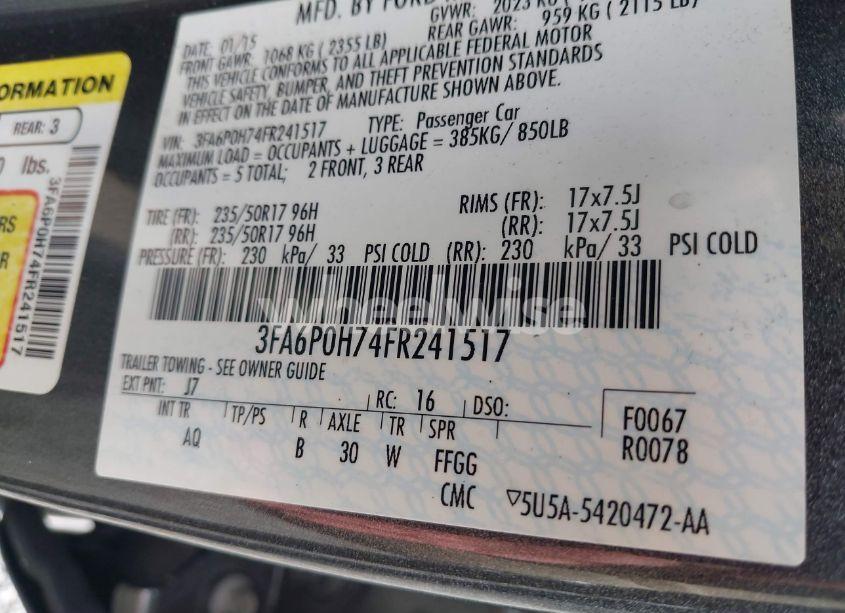 MFD. BY FORD
GVWR: 2023 KG
DATE: 01/15
REAR GAWR: 959 KG ( 2115 LB)
FRONT GAWR: 1068 KG ( 2355 LB)
THIS VEHICLE CONFORMS TO ALL APPLICABLE FEDERAL MOTOR
VEHICLE SAFETY, BUMPER, AND THEFT PREVENTION STANDARDS
IN EFFECT ON THE DATE OF MANUFACTURE SHOWN ABOVE.
VIN: 3FA6P0H74FR241517 TYPE: Passenger Car
MAXIMUM LOAD = OCCUPANTS + LUGGAGE = 385KG/ 850LB
OCCUPANTS = 5 TOTAL; 2 FRONT, 3 REAR
TIRE (FR): 235/50R17 96H RIMS (FR): 17x7.5J
(RR): 235/50R17 96H (RR): 17x7.5J
PRESSURE (FR): 230 kPa/ 33 PSI COLD (RR): 230 kPa/ 33 PSI COLD
wheelwise
3FA6P0H74FR241517
TRAILER TOWING - SEE OWNER GUIDE
EXT PNT: J7 RC: 16 DSO:
INT TR TP/PS R AXLE TR SPR
AQ B 30 W FFGG
F0067
R0078
CMC ▽5U5A-5420472-AA
ORMATION
REAR: 3
lbs.
3FA6P0H74FR241517
RS
R